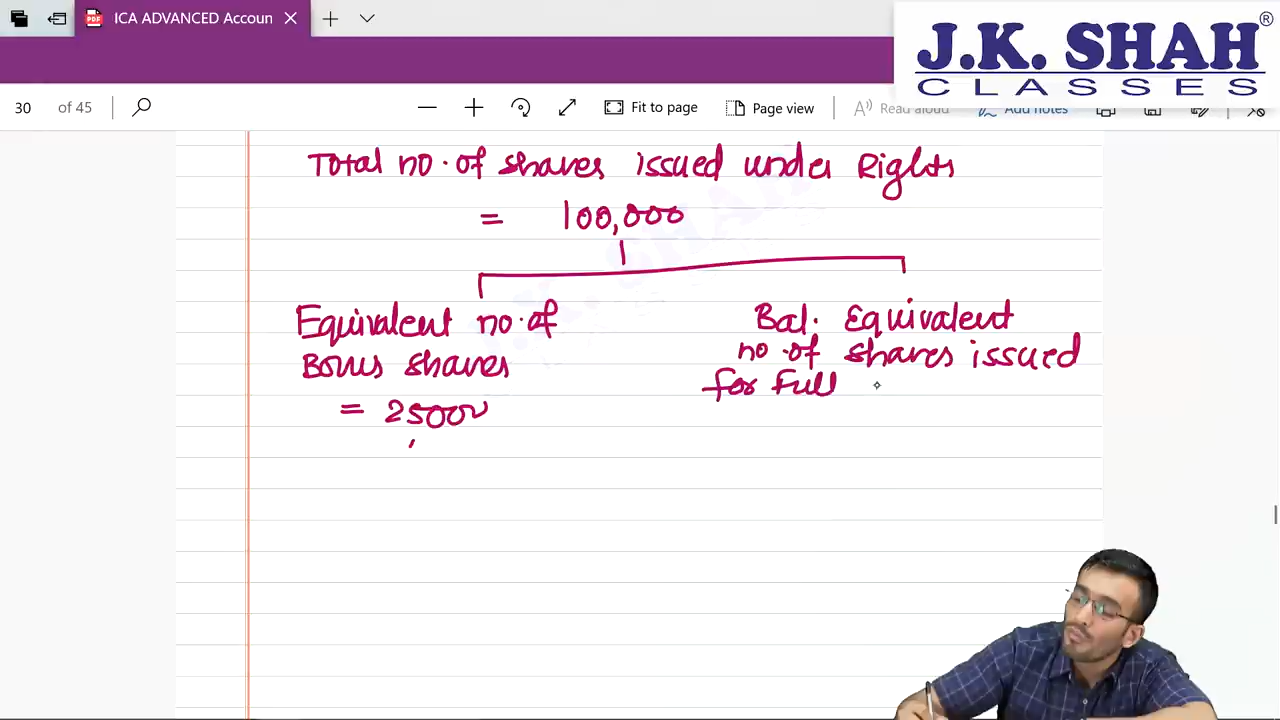 ICA ADVANCED Accoun
J.K. SHAH®
CLASSES
30 of 45
Fit to page
Page view
Read aloud
Add notes
Total no. of shares issued under Rights
= 100,000
Equivalent no. of
Bonus shares
= 25000
Bal. Equivalent
no. of shares issued
for Full